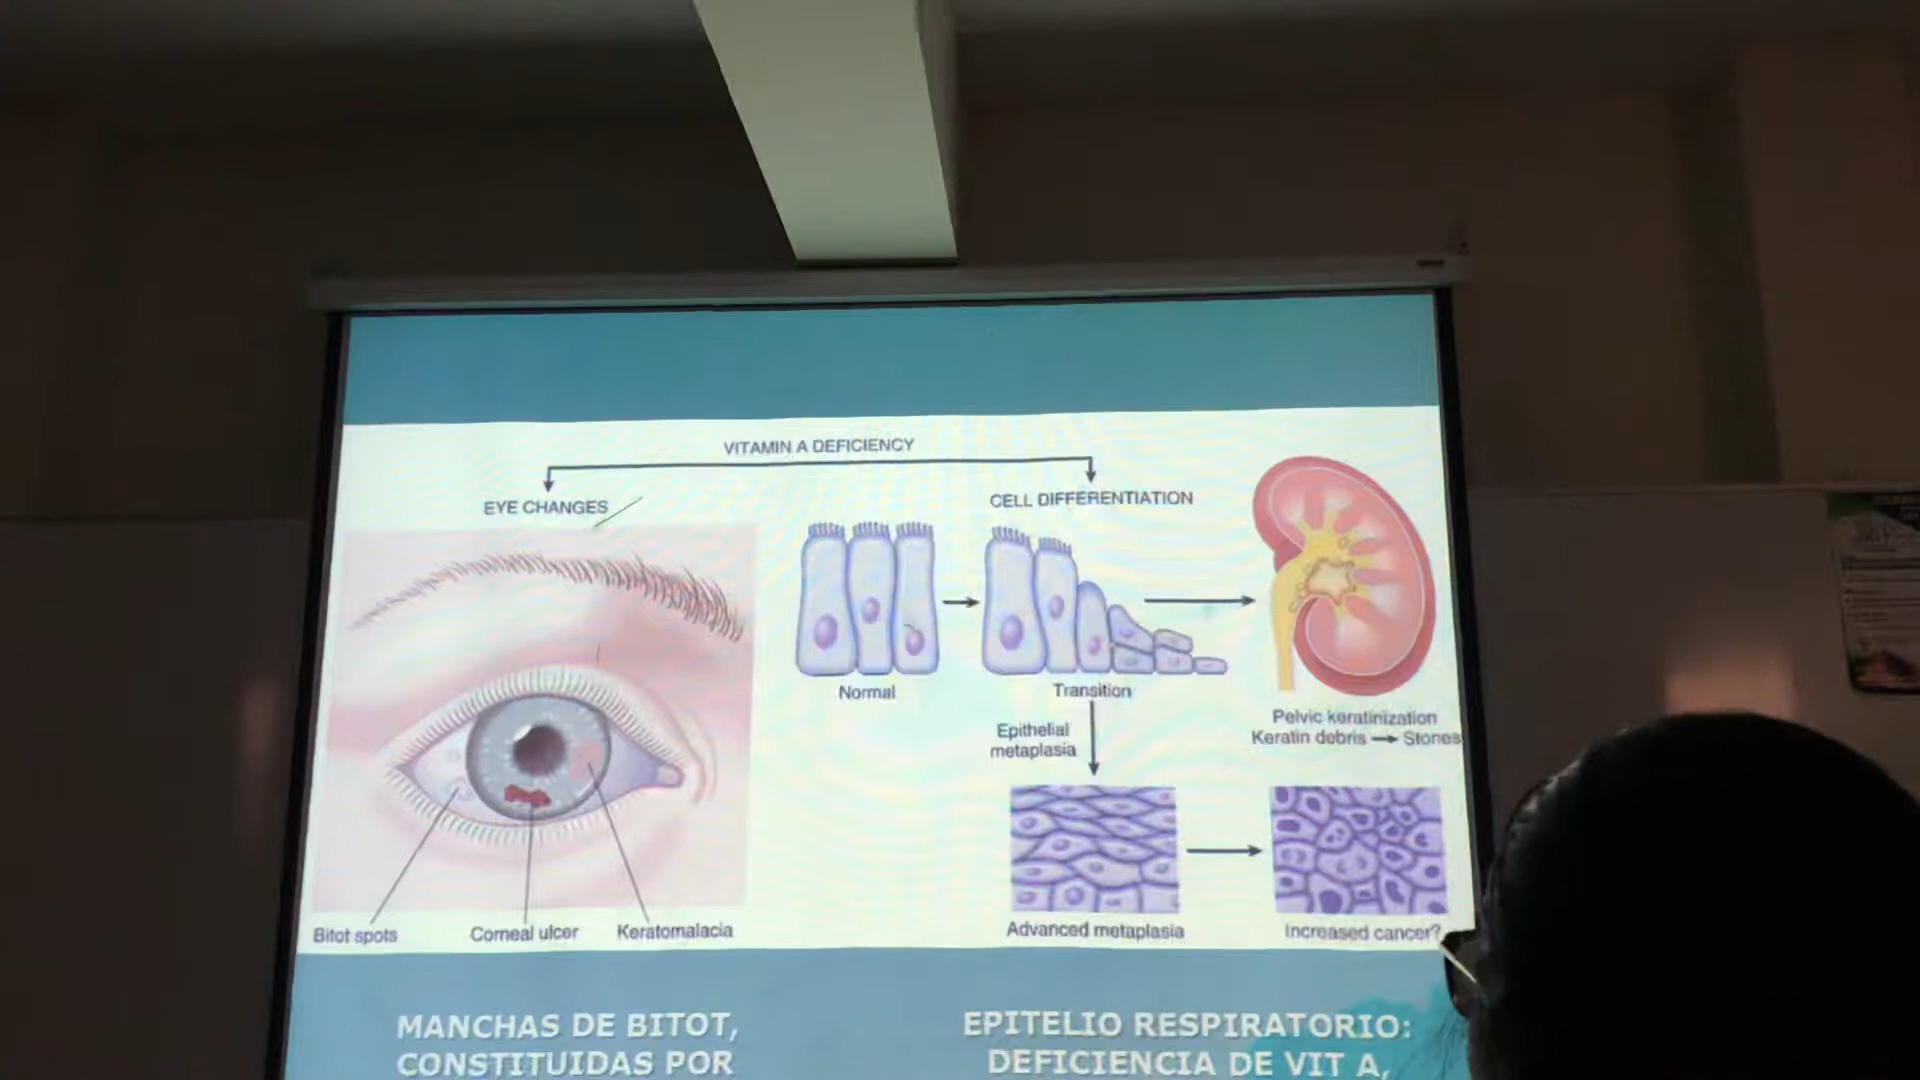 VITAMIN A DEFICIENCY
EYE CHANGES
CELL DIFFERENTIATION
Normal
Transition
Epithelial
metaplasia
Pelvic keratinization
Keratin debris → Stones
Bitot spots
Corneal ulcer
Keratomalacia
Advanced metaplasia
Increased cancer?
MANCHAS DE BITOT,
CONSTITUIDAS POR
EPITELIO RESPIRATORIO:
DEFICIENCIA DE VIT A,